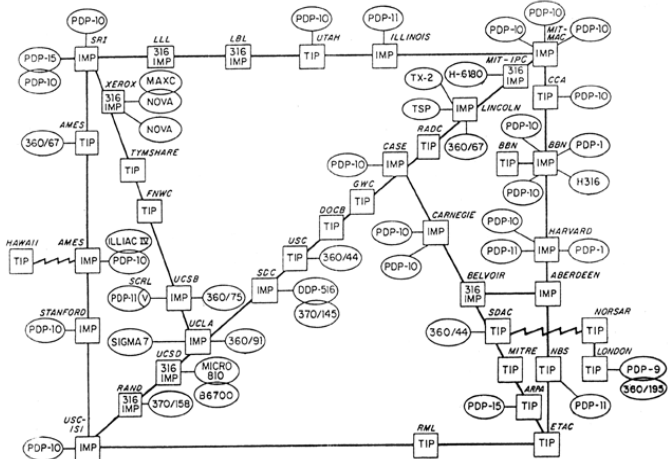 PDP-10
PDP-10
PDP-11
PDP-10
SRI
LLL
LBL
UTAH
ILLINOIS
MIT-MAC
PDP-10
PDP-10
PDP-15
PDP-10
IMP
316 IMP
316 IMP
TIP
IMP
IMP
MIT-IPC
H-6180
316 IMP
XEROX
316 IMP
MAXC
NOVA
NOVA
TX-2
TSP
IMP
LINCOLN
360/67
CCA
TIP
PDP-10
AMES
360/67
TIP
TYMSHARE
TIP
RADC
TIP
CASE
PDP-10
IMP
PDP-10
BBN
TIP
BBN
IMP
PDP-1
PDP-10
H316
FNWC
TIP
GWC
TIP
DOCB
TIP
CARNEGIE
PDP-10
IMP
PDP-10
PDP-10
HARVARD
PDP-11
IMP
PDP-1
HAWAII
TIP
AMES
IMP
ILLIAC IV
PDP-10
USC
TIP
360/44
SCRL
PDP-11
V
UCSB
IMP
360/75
SDC
IMP
DDP-516
370/145
BELVOIR
316 IMP
ABERDEEN
IMP
STANFORD
PDP-10
IMP
UCLA
SIGMA 7
IMP
360/91
SDAC
360/44
TIP
NORSAR
TIP
UCSD
316 IMP
MICRO 810
B6700
MITRE
TIP
NBS
TIP
LONDON
TIP
PDP-9
360/195
RAND
316 IMP
370/158
ARPA
PDP-15
TIP
PDP-11
USC-ISI
PDP-10
IMP
RML
TIP
ETAC
TIP